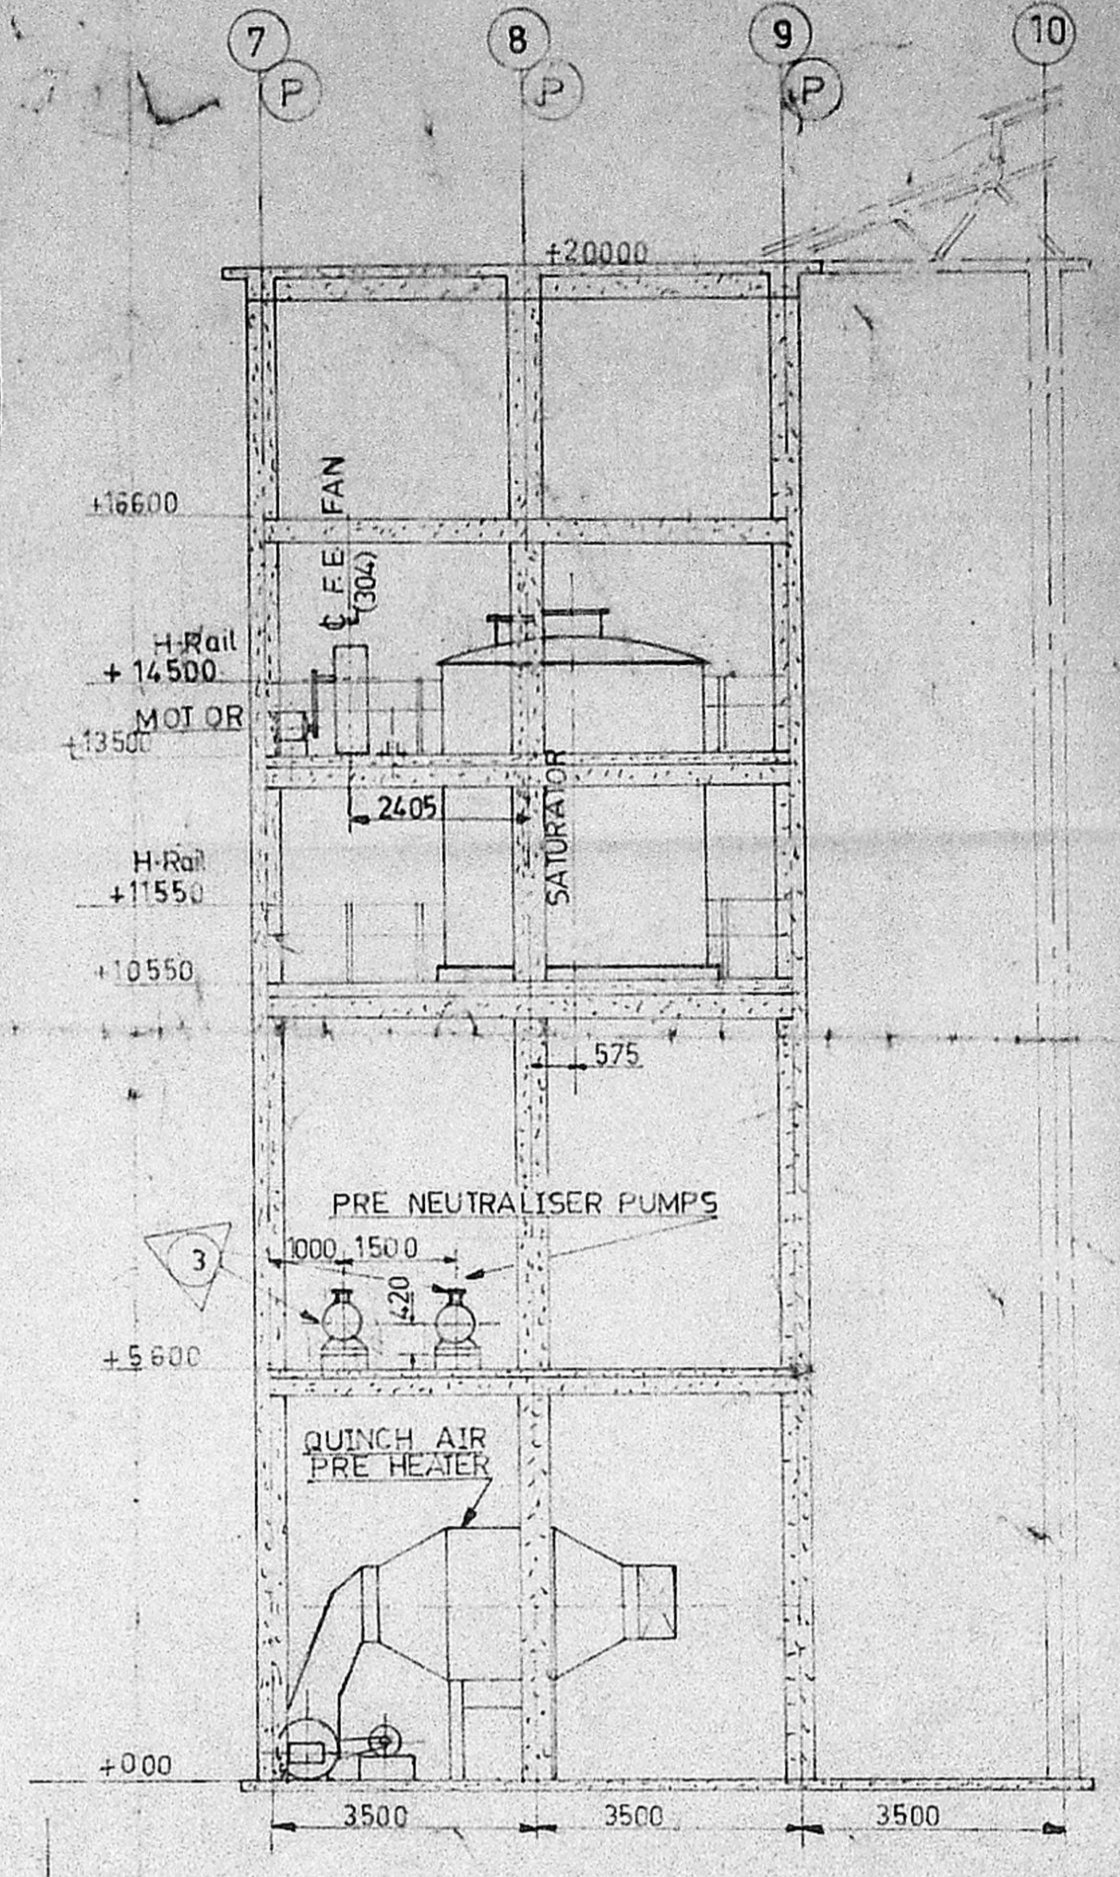 7 8 9 10
P P P
+20000
+16600
℄ F.E FAN
(304)
H-Rail
+ 14500
MOTOR
+13500
2405
SATURATOR
H-Rail
+11550
+10550
575
PRE NEUTRALISER PUMPS
3
1000 1500
420
+5600
QUINCH AIR
PRE HEATER
+000
3500 3500 3500